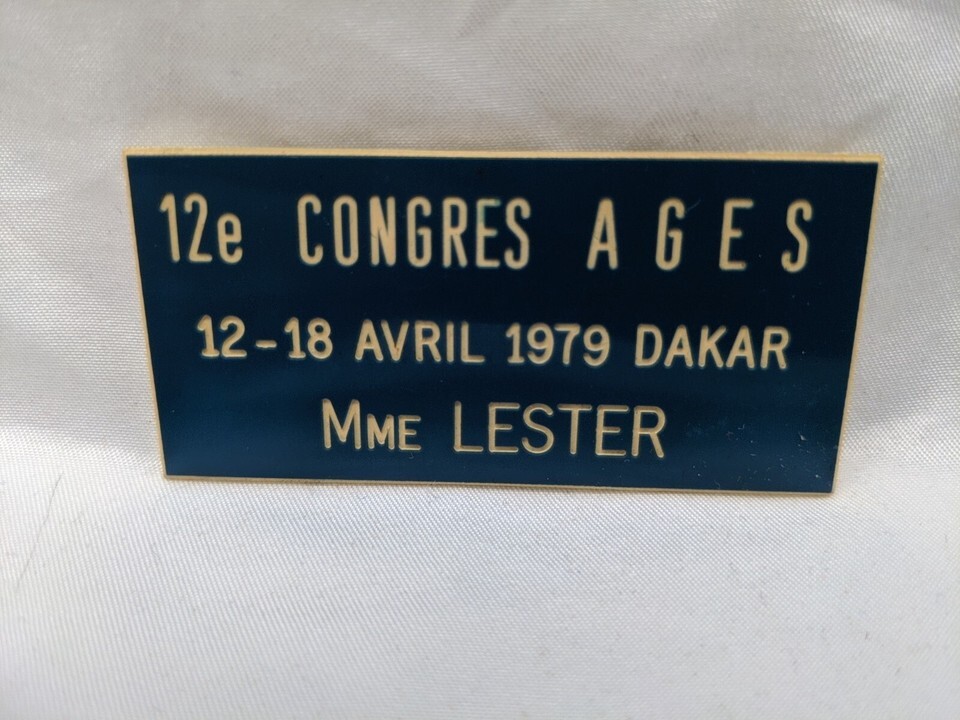 12e CONGRES A G E S
12-18 AVRIL 1979 DAKAR
MME LESTER